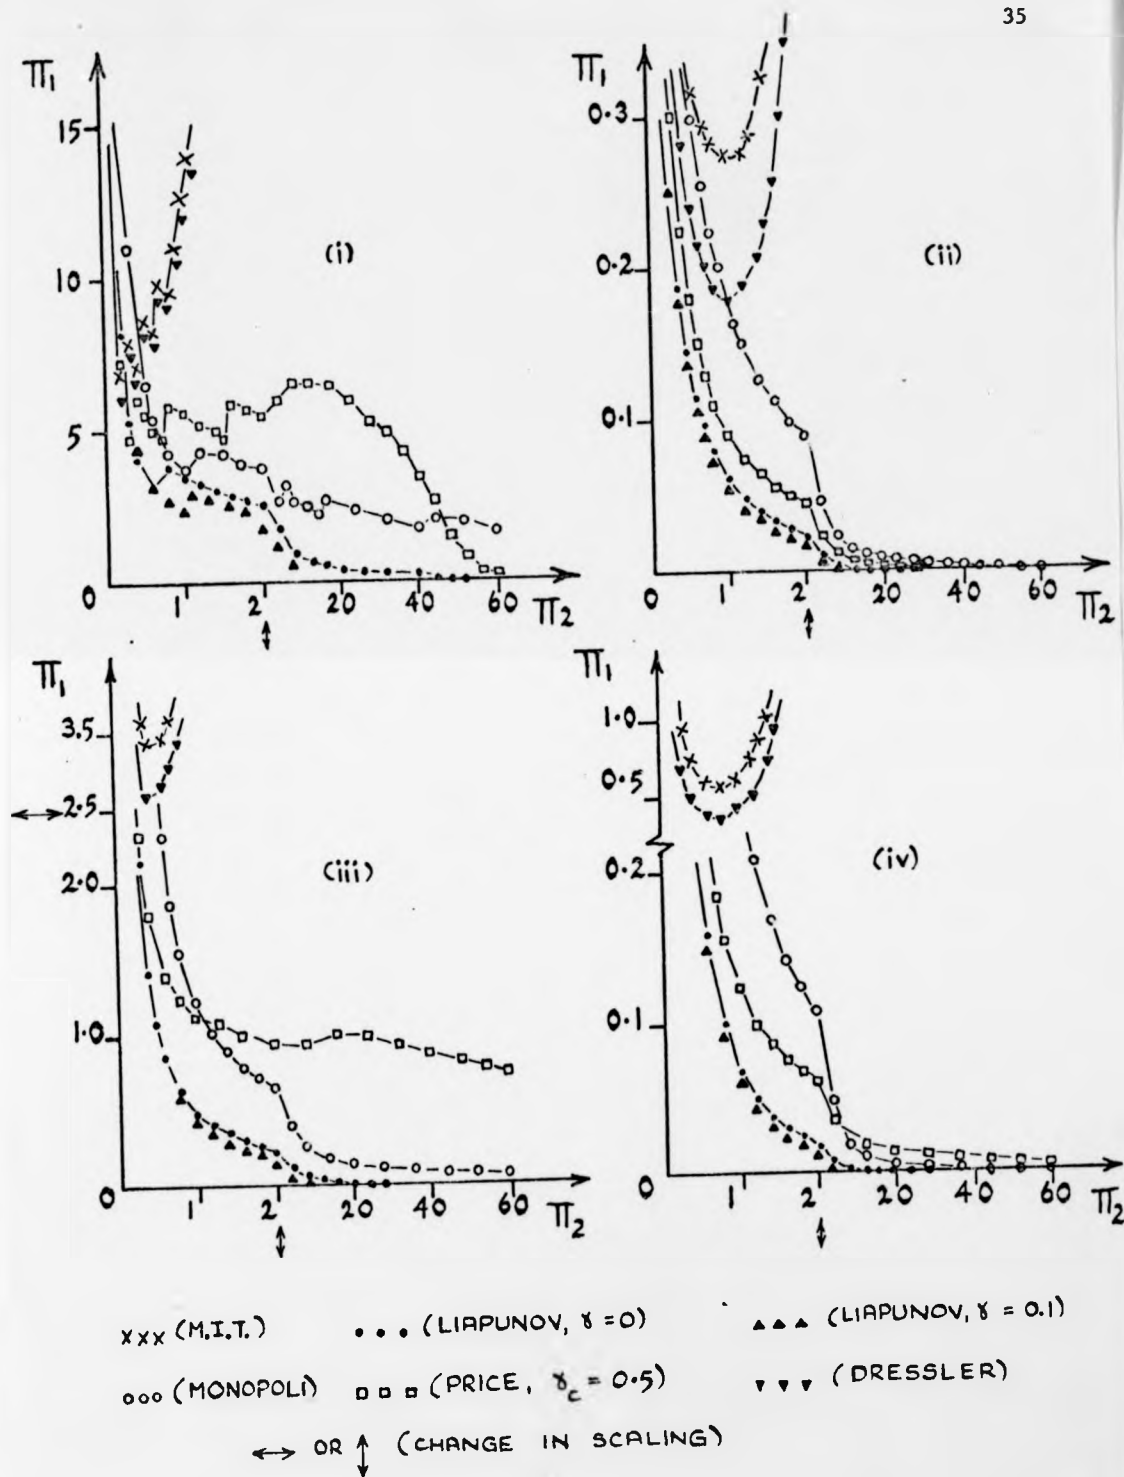 35
Π₁
15
10
5
0
1
2
20
40
60
Π₂
(i)
Π₁
0.3
0.2
0.1
0
1
2
20
40
60
Π₂
(ii)
Π₁
3.5
2.5
2.0
1.0
0
1
2
20
40
60
Π₂
(iii)
Π₁
1.0
0.5
0.2
0.1
0
1
2
20
40
60
Π₂
(iv)
xxx (M.I.T.) • • • (LIAPUNOV, γ = 0) ▲▲▲ (LIAPUNOV, γ = 0.1)
ooo (MONOPOLI) □ □ □ (PRICE, γc = 0.5) ▼ ▼ ▼ (DRESSLER)
↔ OR ↕ (CHANGE IN SCALING)